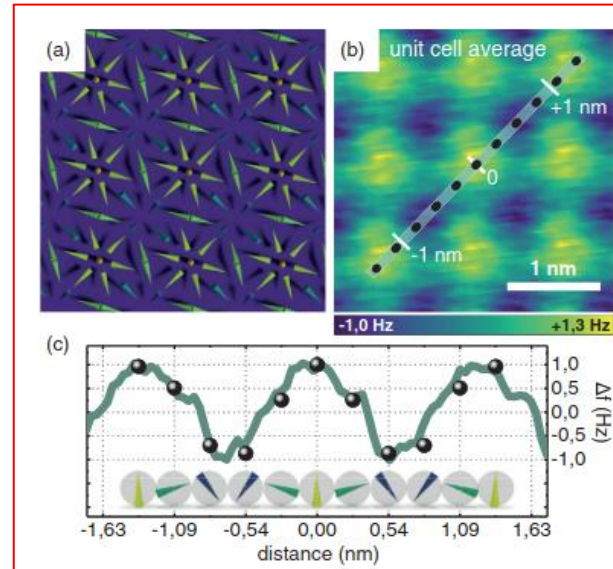 (a)
(b) unit cell average
+1 nm
0
-1 nm
1 nm
-1,0 Hz +1,3 Hz
(c)
1,0
0,5
0,0
-0,5
-1,0
Δf (Hz)
-1,63 -1,09 -0,54 0,00 0,54 1,09 1,63
distance (nm)